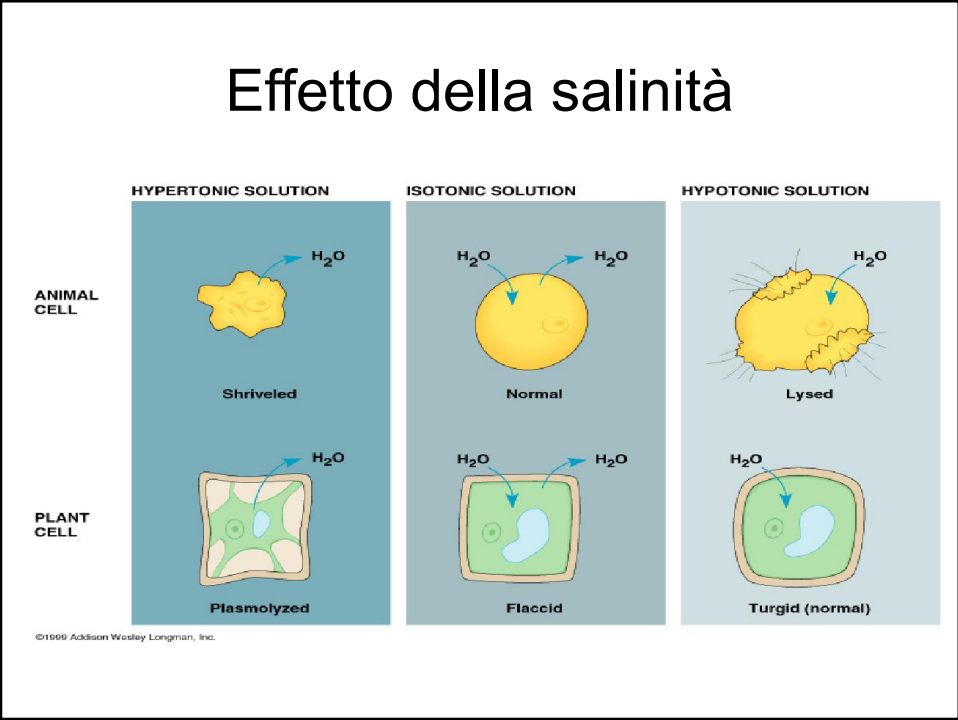 Effetto della salinità
HYPERTONIC SOLUTION
ISOTONIC SOLUTION
HYPOTONIC SOLUTION
ANIMAL
CELL
H2O
H2O
H2O
H2O
Shriveled
Normal
Lysed
PLANT
CELL
H2O
H2O
H2O
H2O
Plasmolyzed
Flaccid
Turgid (normal)
©1999 Addison Wesley Longman, Inc.